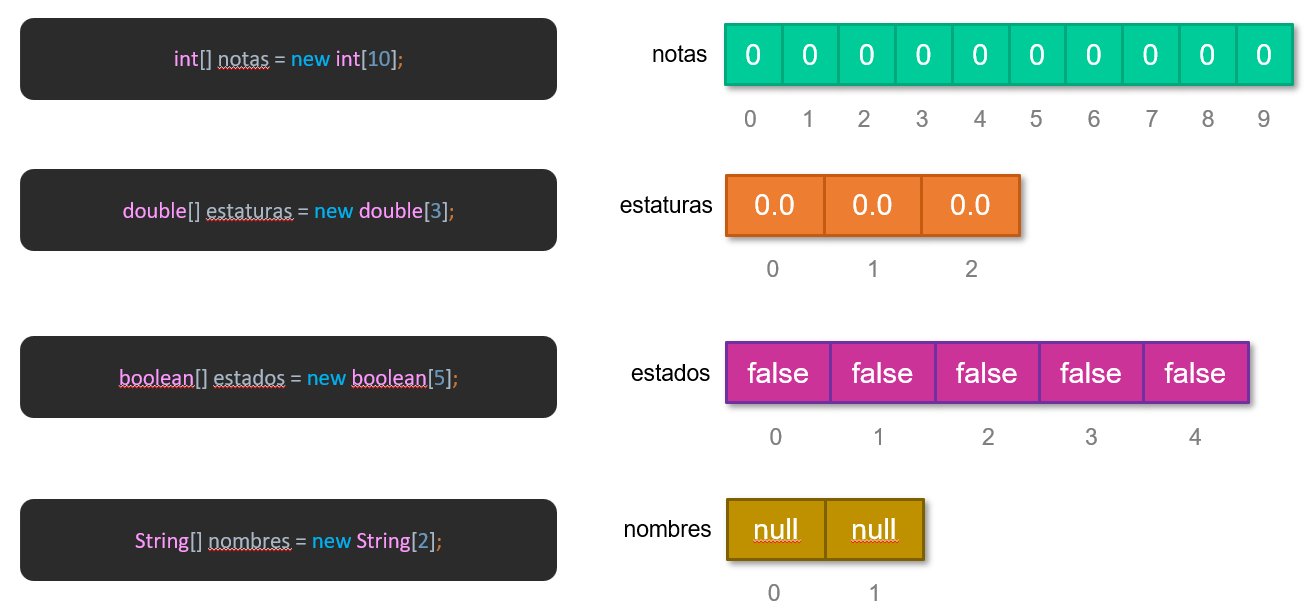 int[] notas = new int[10];
notas
0 0 0 0 0 0 0 0 0 0
0 1 2 3 4 5 6 7 8 9
double[] estaturas = new double[3];
estaturas
0.0 0.0 0.0
0 1 2
boolean[] estados = new boolean[5];
estados
false false false false false
0 1 2 3 4
String[] nombres = new String[2];
nombres
null null
0 1